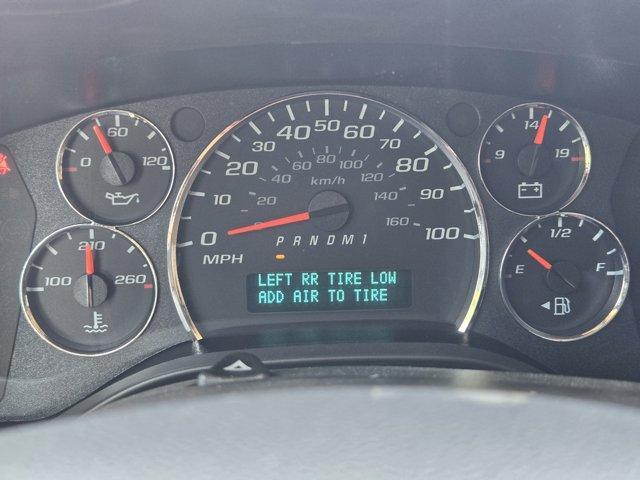 0 60 120
100 210 260
0 10 20 30 40 50 60 70 80 90 100
20 40 60 80 100 120 140 160
km/h
MPH
PRNDM1
LEFT RR TIRE LOW
ADD AIR TO TIRE
9 14 19
E 1/2 F